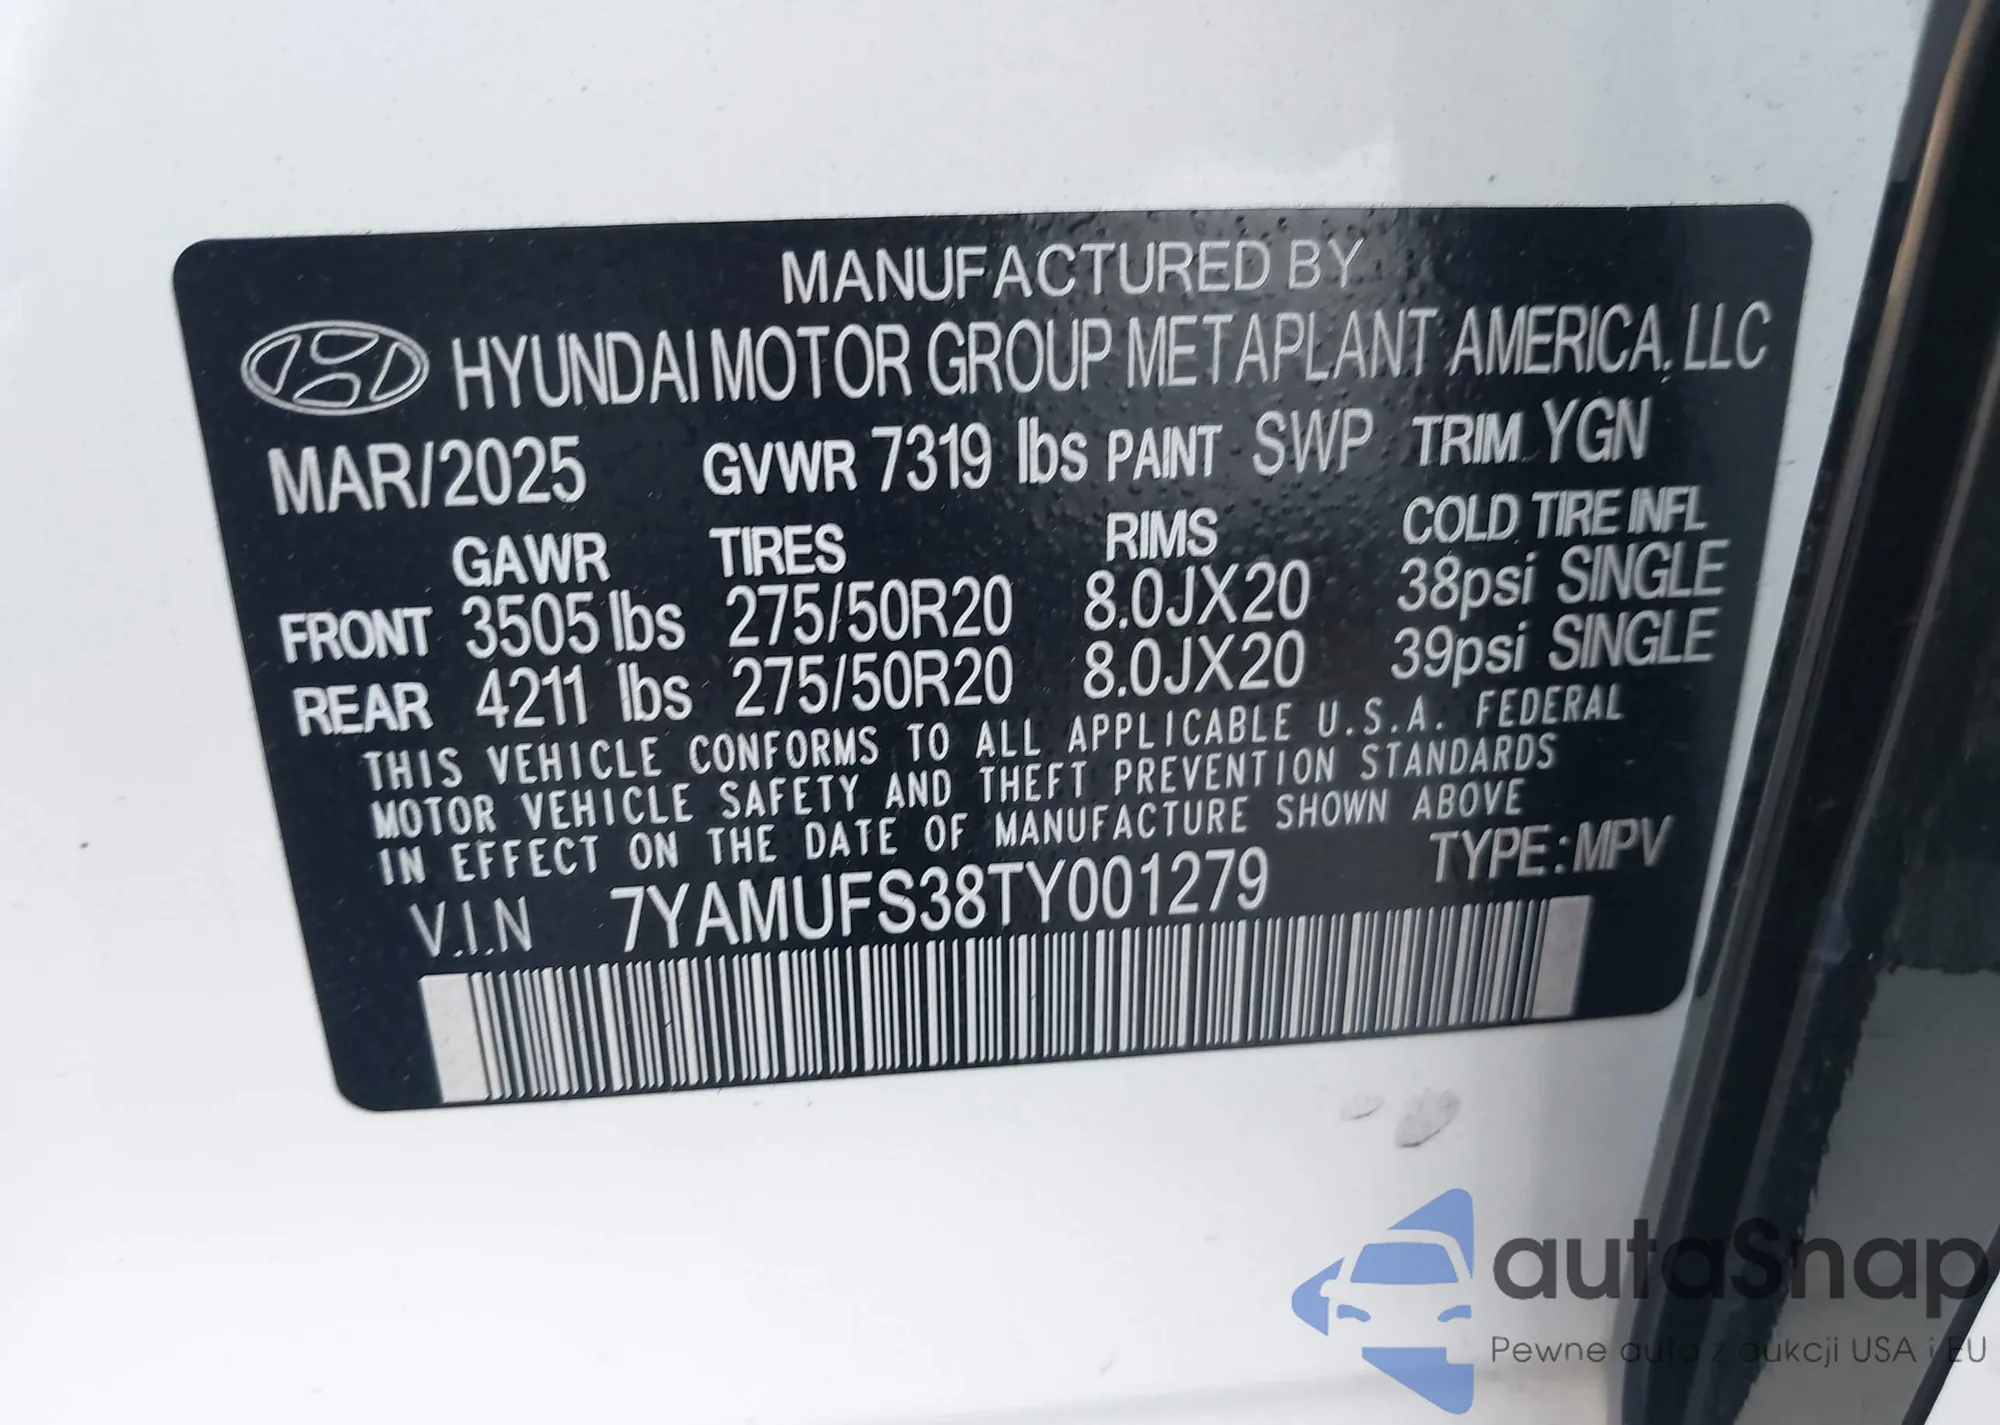 MANUFACTURED BY
HYUNDAI MOTOR GROUP METAPLANT AMERICA, LLC
MAR/2025 GVWR 7319 lbs PAINT SWP TRIM YGN
GAWR TIRES RIMS COLD TIRE INFL
FRONT 3505 lbs 275/50R20 8.0JX20 38psi SINGLE
REAR 4211 lbs 275/50R20 8.0JX20 39psi SINGLE
THIS VEHICLE CONFORMS TO ALL APPLICABLE U.S.A. FEDERAL
MOTOR VEHICLE SAFETY AND THEFT PREVENTION STANDARDS
IN EFFECT ON THE DATE OF MANUFACTURE SHOWN ABOVE
V.I.N 7YAMUFS38TY001279 TYPE:MPV
autaSnap
Pewne auta z aukcji USA i EU